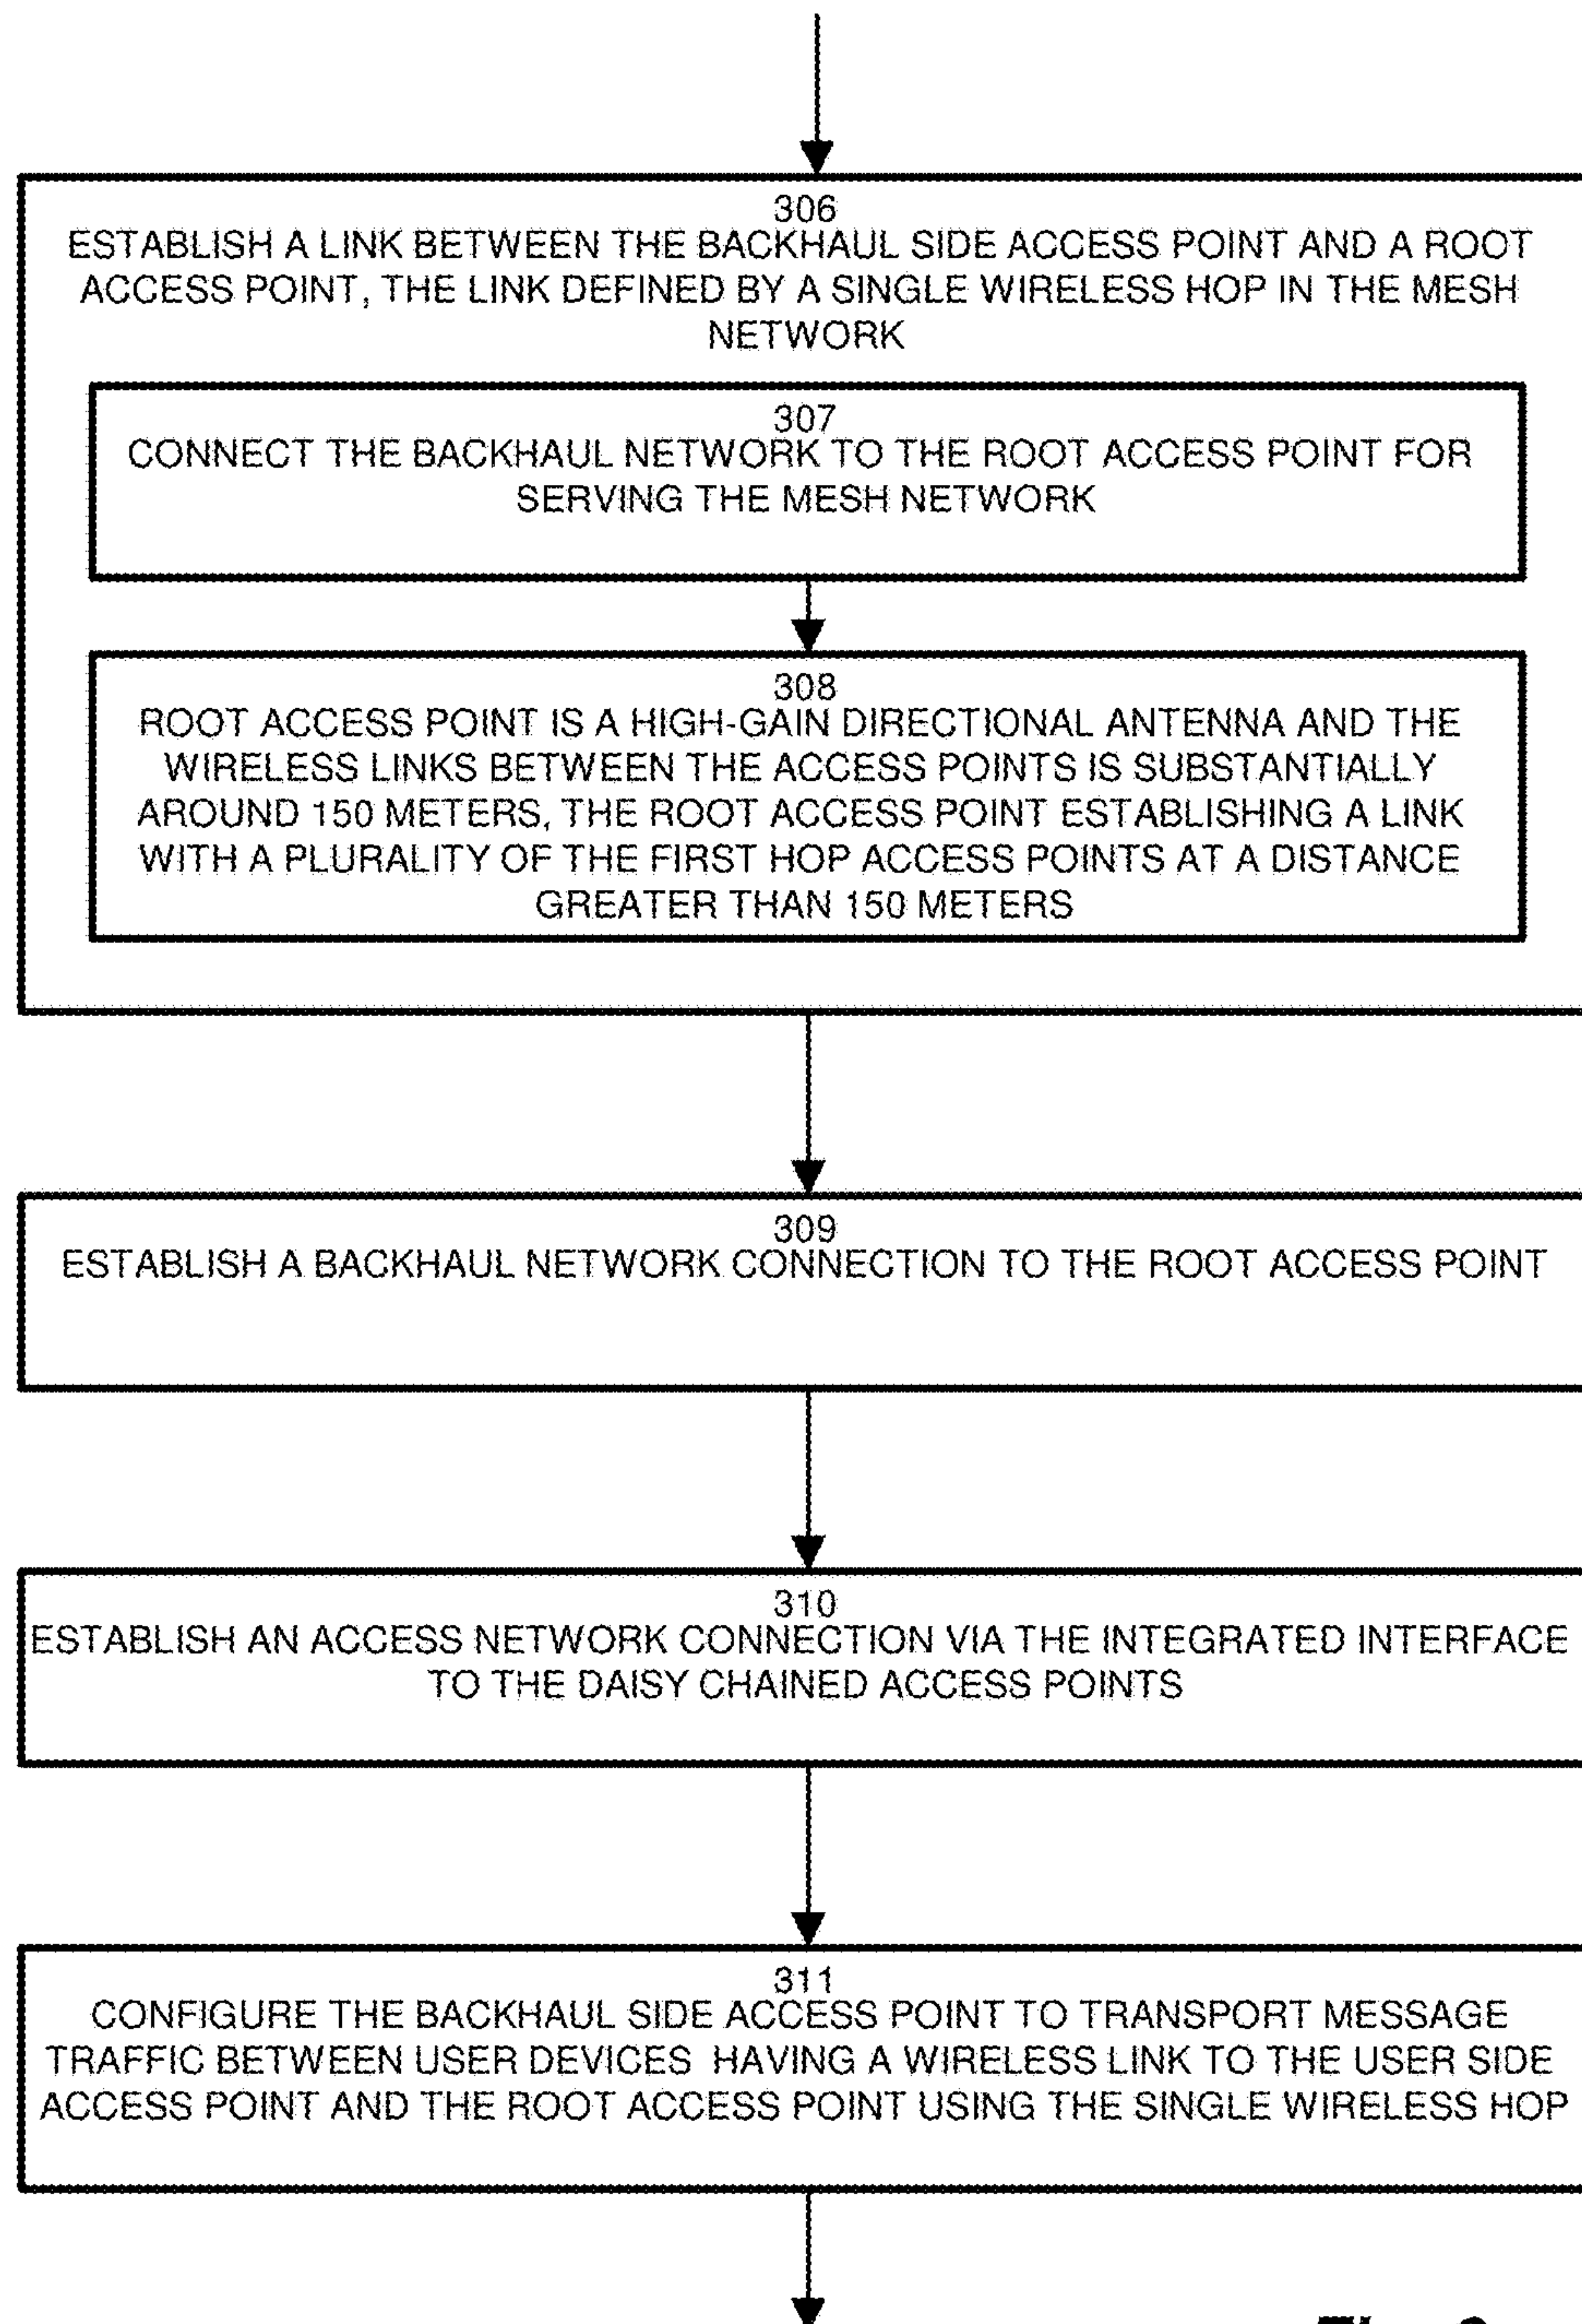 306
ESTABLISH A LINK BETWEEN THE BACKHAUL SIDE ACCESS POINT AND A ROOT
ACCESS POINT, THE LINK DEFINED BY A SINGLE WIRELESS HOP IN THE MESH
NETWORK
307
CONNECT THE BACKHAUL NETWORK TO THE ROOT ACCESS POINT FOR
SERVING THE MESH NETWORK
308
ROOT ACCESS POINT IS A HIGH-GAIN DIRECTIONAL ANTENNA AND THE
WIRELESS LINKS BETWEEN THE ACCESS POINTS IS SUBSTANTIALLY
AROUND 150 METERS, THE ROOT ACCESS POINT ESTABLISHING A LINK
WITH A PLURALITY OF THE FIRST HOP ACCESS POINTS AT A DISTANCE
GREATER THAN 150 METERS
309
ESTABLISH A BACKHAUL NETWORK CONNECTION TO THE ROOT ACCESS POINT
310
ESTABLISH AN ACCESS NETWORK CONNECTION VIA THE INTEGRATED INTERFACE
TO THE DAISY CHAINED ACCESS POINTS
311
CONFIGURE THE BACKHAUL SIDE ACCESS POINT TO TRANSPORT MESSAGE
TRAFFIC BETWEEN USER DEVICES HAVING A WIRELESS LINK TO THE USER SIDE
ACCESS POINT AND THE ROOT ACCESS POINT USING THE SINGLE WIRELESS HOP